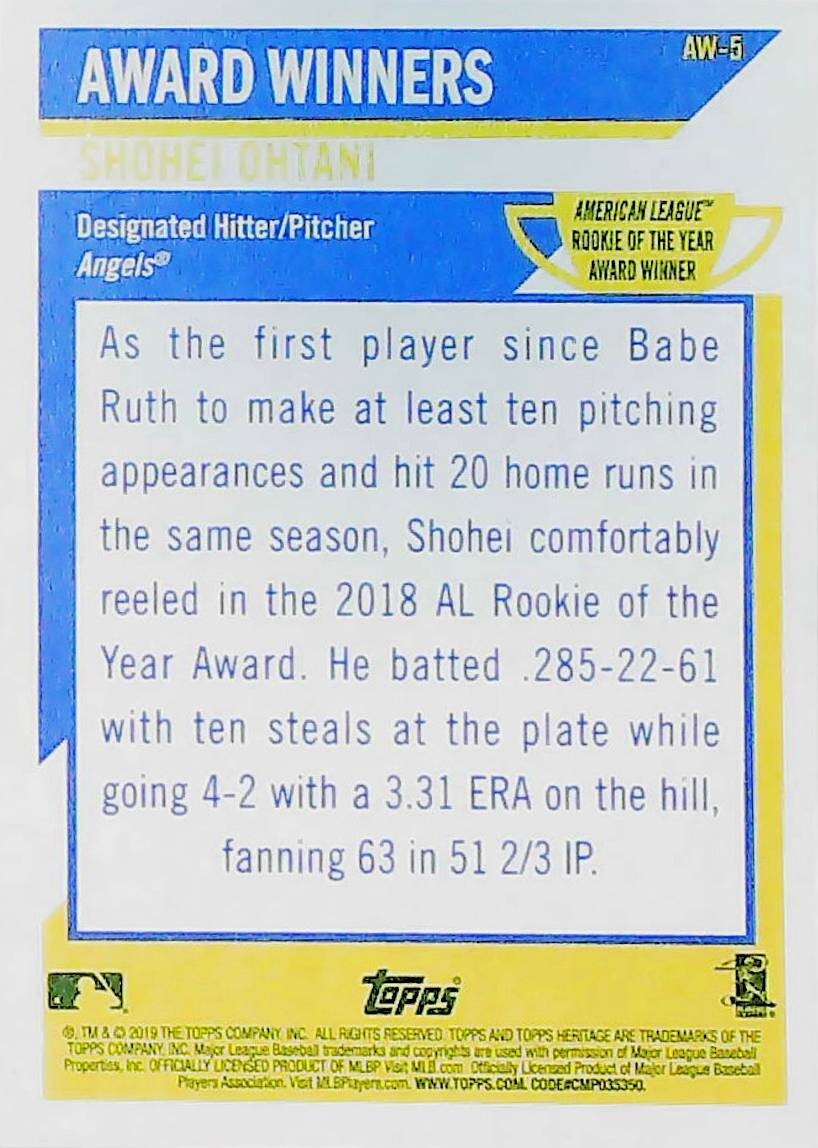 AW-5
AWARD WINNERS
SHOHEI OHTANI
Designated Hitter/Pitcher
Angels®
AMERICAN LEAGUE™
ROOKIE OF THE YEAR
AWARD WINNER
As the first player since Babe
Ruth to make at least ten pitching
appearances and hit 20 home runs in
the same season, Shohei comfortably
reeled in the 2018 AL Rookie of the
Year Award. He batted .285-22-61
with ten steals at the plate while
going 4-2 with a 3.31 ERA on the hill,
fanning 63 in 51 2/3 IP.
topps®
®, TM & © 2019 THE TOPPS COMPANY, INC. ALL RIGHTS RESERVED. TOPPS AND TOPPS HERITAGE ARE TRADEMARKS OF THE
TOPPS COMPANY, INC. Major League Baseball trademarks and copyrights are used with permission of Major League Baseball
Properties, Inc. OFFICIALLY LICENSED PRODUCT OF MLBP Visit MLB.com. Officially Licensed Product of Major League Baseball
Players Association. Visit MLBPlayers.com. WWW.TOPPS.COM. CODE#CMP035350.